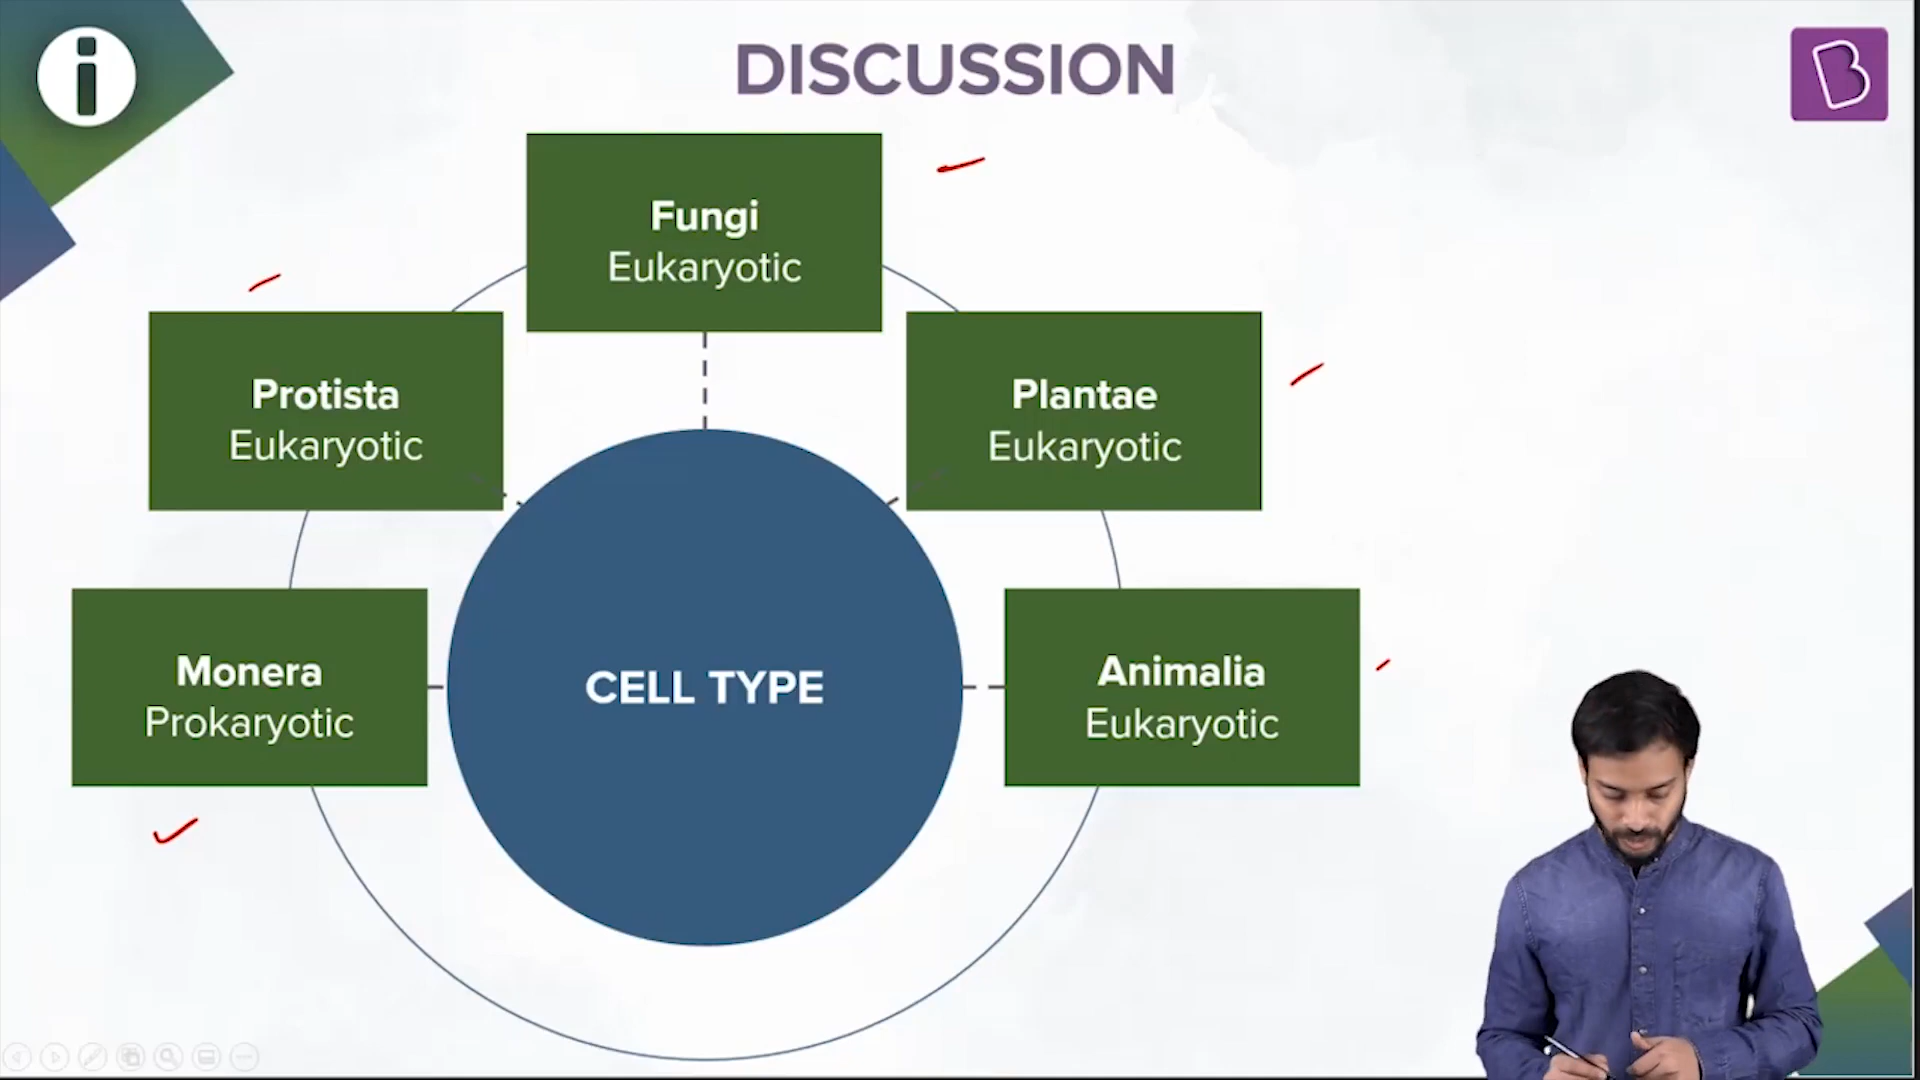 DISCUSSION
Fungi
Eukaryotic
Protista
Eukaryotic
Plantae
Eukaryotic
Monera
Prokaryotic
CELL TYPE
Animalia
Eukaryotic